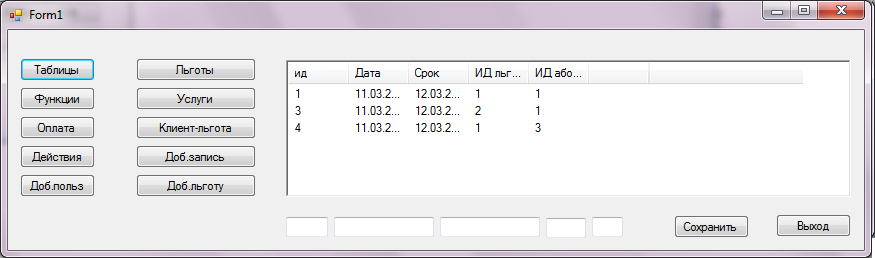 Form1
Таблицы
Функции
Оплата
Действия
Доб.польз
Льготы
Услуги
Клиент-льгота
Доб.запись
Доб.льготу
ид Дата Срок ИД льг... ИД або...
1 11.03.2... 12.03.2... 1 1
3 11.03.2... 12.03.2... 2 1
4 11.03.2... 12.03.2... 1 3
Сохранить Выход